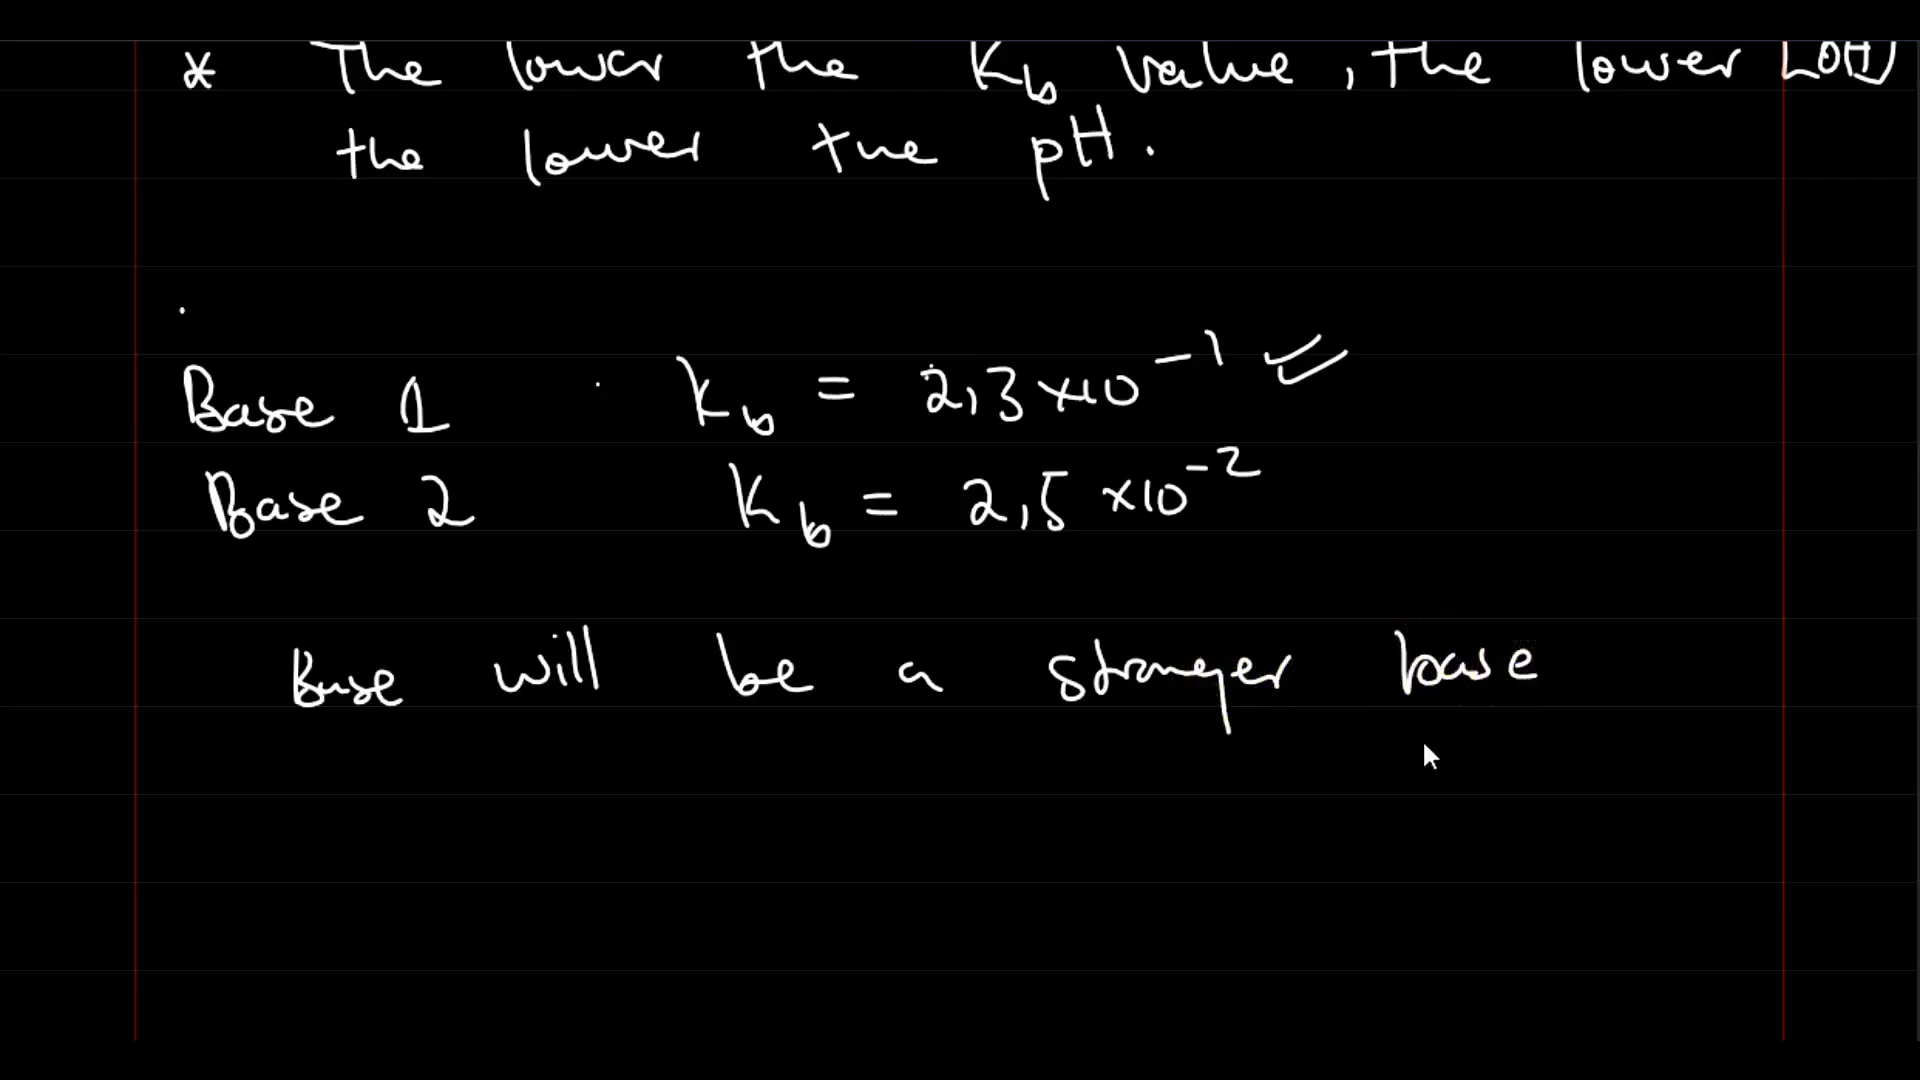 * The lower the Kb value, the lower [OH]
the lower the pH.
Base 1 Kb = 2,3 x10⁻¹
Base 2 Kb = 2,5 x10⁻²
Base will be a stronger base